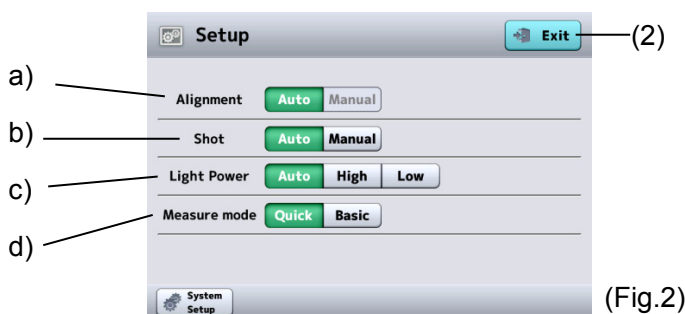 Setup
Exit
(2)
a)
Alignment Auto Manual
b)
Shot Auto Manual
c)
Light Power Auto High Low
d)
Measure mode Quick Basic
System
Setup
(Fig.2)